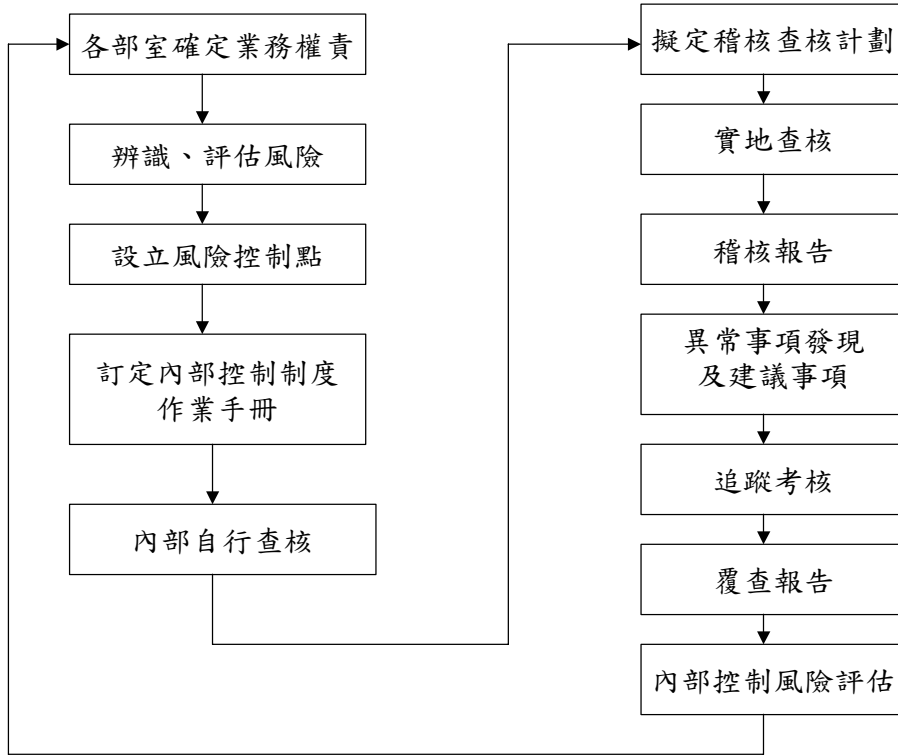 各部室確定業務權責
辨識、評估風險
設立風險控制點
訂定內部控制制度
作業手冊
內部自行查核
擬定稽核查核計劃
實地查核
稽核報告
異常事項發現
及建議事項
追蹤考核
覆查報告
內部控制風險評估